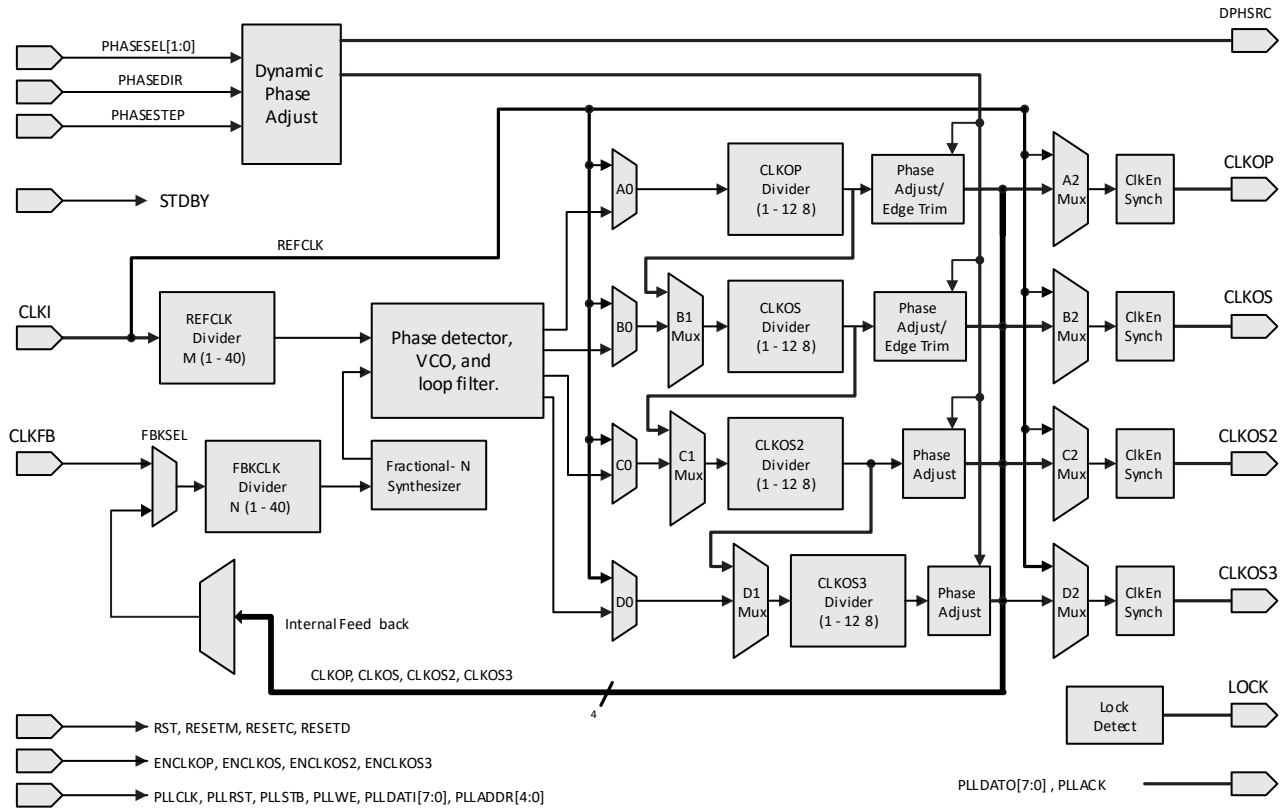 DPHSRC
PHASESEL[1:0]
PHASEDIR
PHASESTEP
Dynamic
Phase
Adjust
STDBY
REFCLK
CLKI
REFCLK
Divider
M (1 - 40)
Phase detector,
VCO, and
loop filter.
CLKFB
FBKSEL
FBKCLK
Divider
N (1 - 40)
Fractional- N
Synthesizer
Internal Feed back
CLKOP, CLKOS, CLKOS2, CLKOS3
4
A0
CLKOP
Divider
(1 - 12 8)
Phase
Adjust/
Edge Trim
A2
Mux
ClkEn
Synch
CLKOP
B0
B1
Mux
CLKOS
Divider
(1 - 12 8)
Phase
Adjust/
Edge Trim
B2
Mux
ClkEn
Synch
CLKOS
C0
C1
Mux
CLKOS2
Divider
(1 - 12 8)
Phase
Adjust
C2
Mux
ClkEn
Synch
CLKOS2
D0
D1
Mux
CLKOS3
Divider
(1 - 12 8)
Phase
Adjust
D2
Mux
ClkEn
Synch
CLKOS3
Lock
Detect
LOCK
RST, RESETM, RESETC, RESETD
ENCLKOP, ENCLKOS, ENCLKOS2, ENCLKOS3
PLLCLK, PLLRST, PLLSTB, PLLWE, PLLDATI[7:0], PLLADDR[4:0]
PLLDATO[7:0] , PLLACK